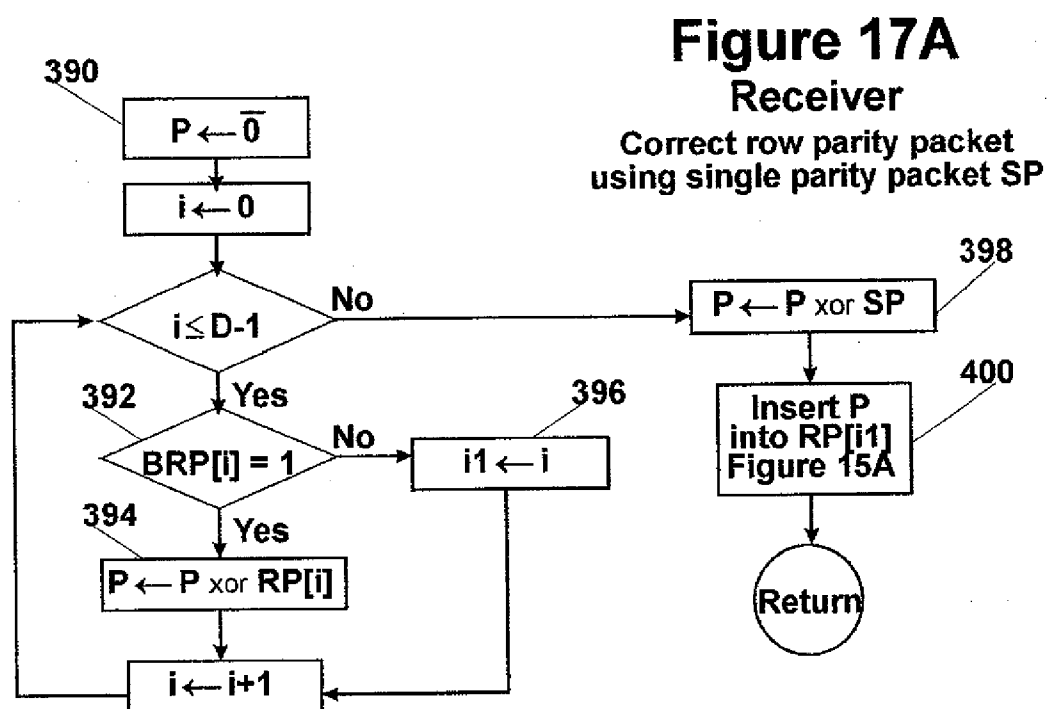 Figure 17A
Receiver
Correct row parity packet
using single parity packet SP
390
P ← 0̅
i ← 0
i ≤ D-1
No
Yes
392
BRP[i] = 1
No
396
i1 ← i
Yes
394
P ← P xor RP[i]
i ← i+1
398
P ← P xor SP
400
Insert P
into RP[i1]
Figure 15A
Return